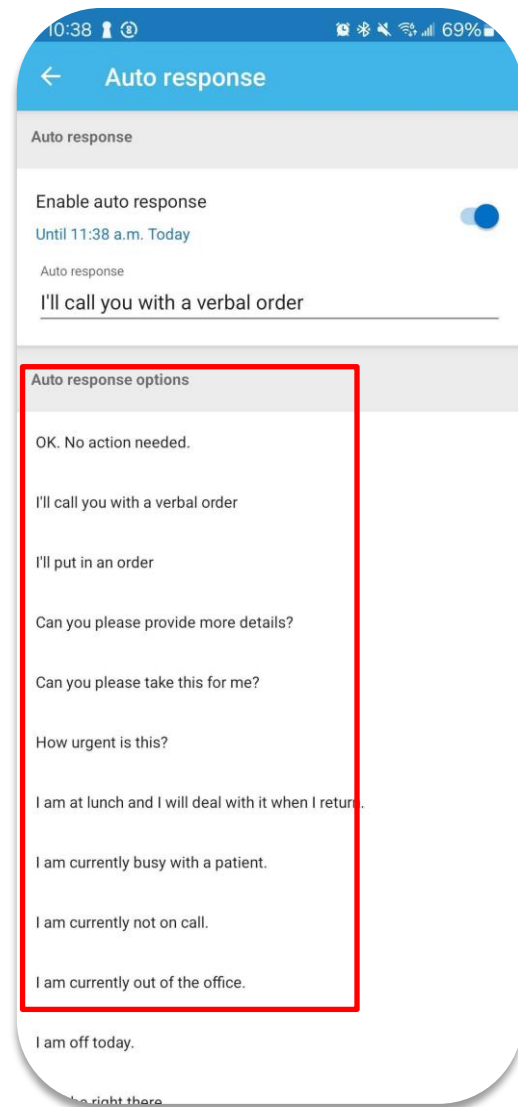 10:38 69%
Auto response
Auto response
Enable auto response
Until 11:38 a.m. Today
Auto response
I'll call you with a verbal order
Auto response options
OK. No action needed.
I'll call you with a verbal order
I'll put in an order
Can you please provide more details?
Can you please take this for me?
How urgent is this?
I am at lunch and I will deal with it when I return.
I am currently busy with a patient.
I am currently not on call.
I am currently out of the office.
I am off today.
be right there